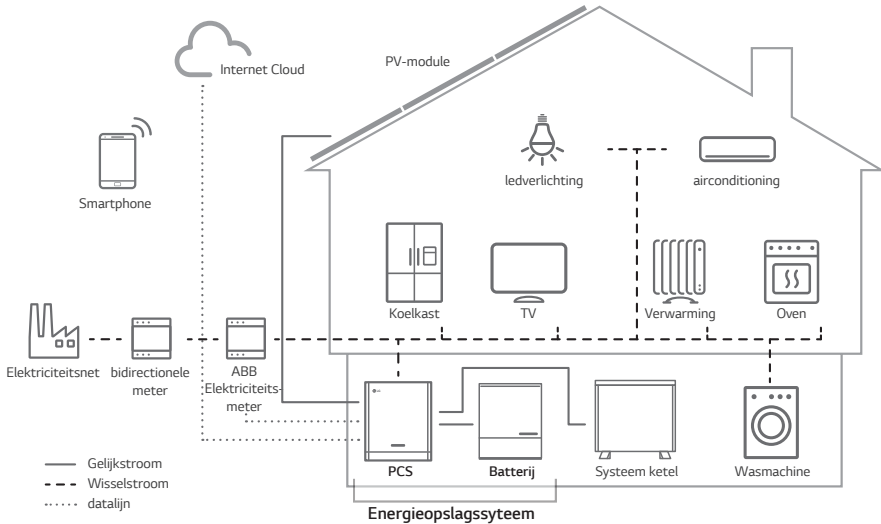 Internet Cloud
PV-module
Smartphone
ledverlichting
airconditioning
Koelkast
TV
Verwarming
Oven
Elektriciteitsnet
bidirectionele
meter
ABB
Elektriciteits-
meter
PCS
Batterij
Systeem ketel
Wasmachine
Gelijkstroom
Wisselstroom
datalijn
Energieopslagssyteem